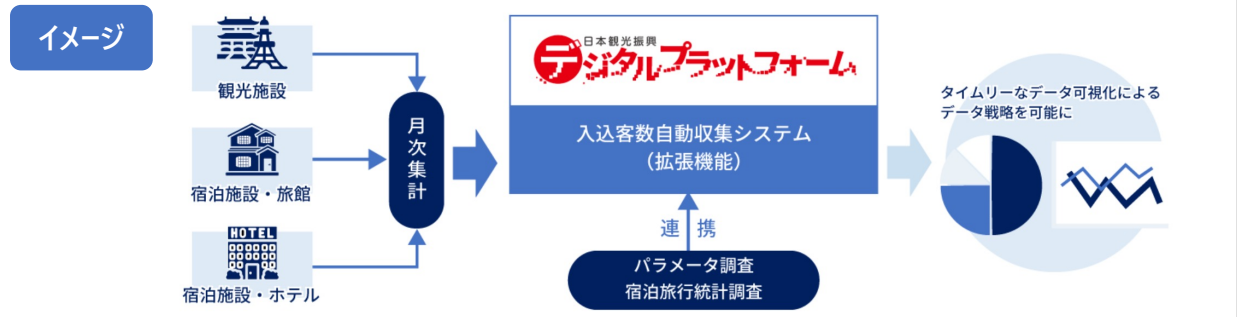 イメージ
観光施設
宿泊施設・旅館
HOTEL
宿泊施設・ホテル
月次集計
日本観光振興
デジタルプラットフォーム
入込客数自動収集システム
（拡張機能）
連携
パラメータ調査
宿泊旅行統計調査
タイムリーなデータ可視化による
データ戦略を可能に